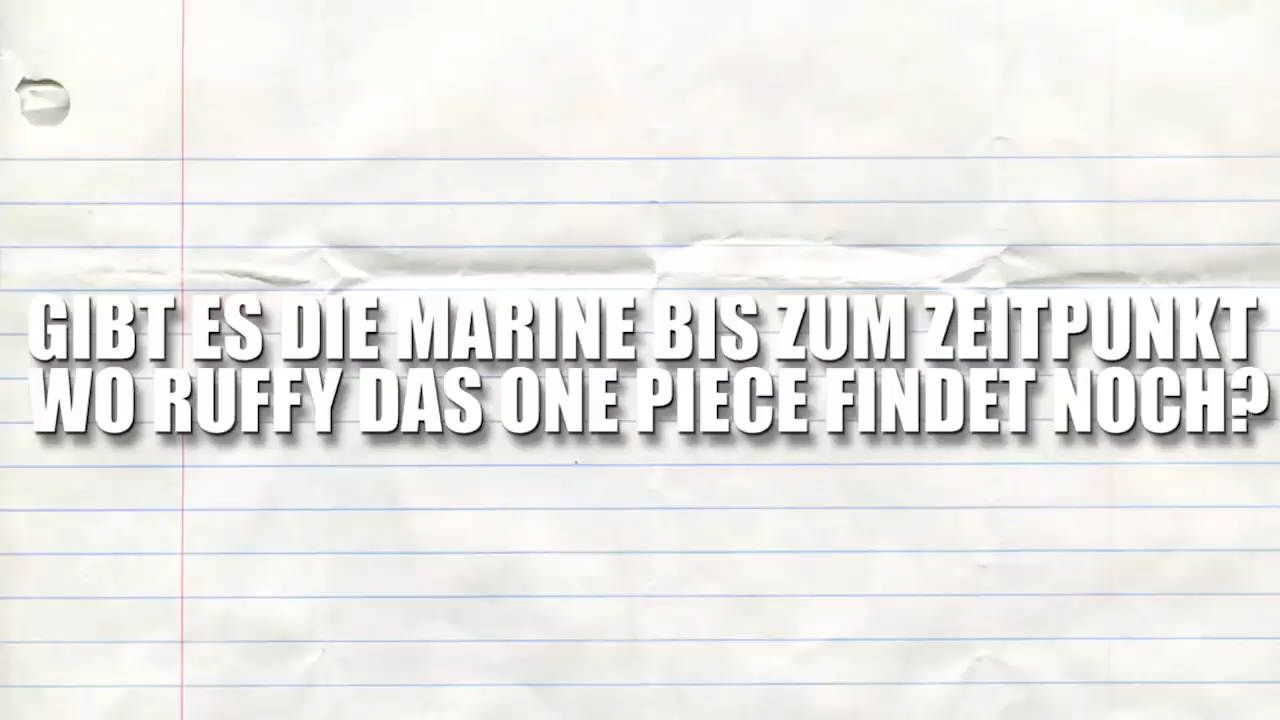 GIBT ES DIE MARINE BIS ZUM ZEITPUNKT
WO RUFFY DAS ONE PIECE FINDET NOCH?